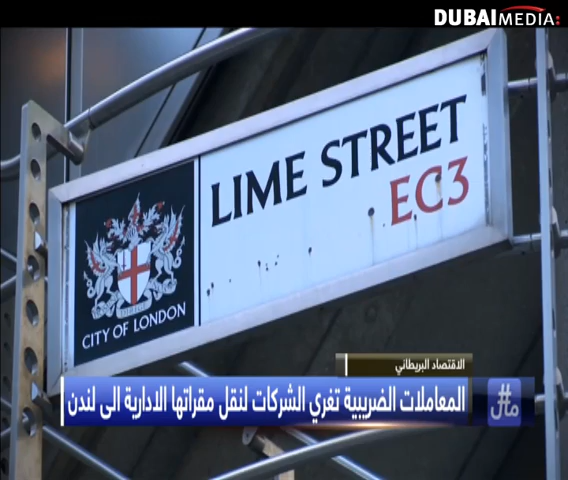 DUBAI MEDIA
LIME STREET
EC3
CITY OF LONDON
الاقتصاد البريطاني
المعاملات الضريبية تغري الشركات لنقل مقراتها الادارية الى لندن
#مال